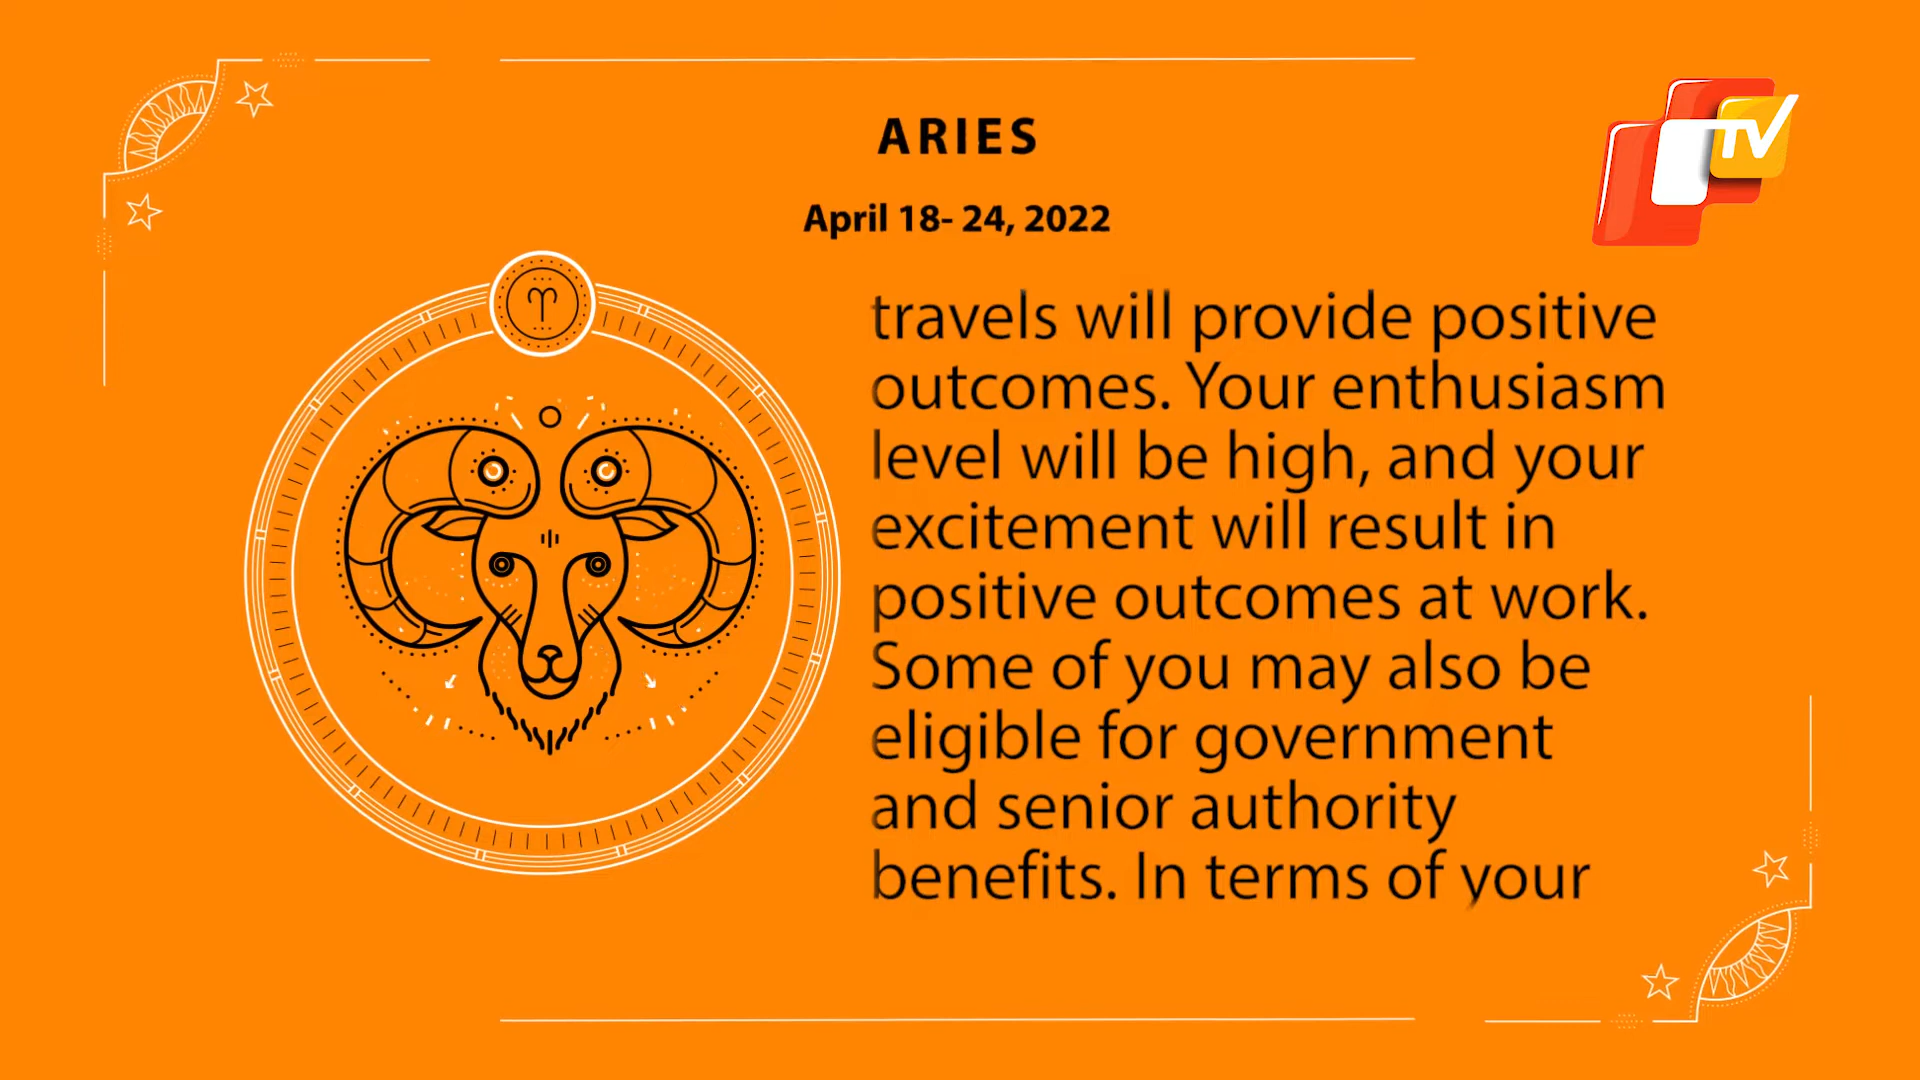 ARIES
April 18- 24, 2022
TV
travels will provide positive
outcomes. Your enthusiasm
level will be high, and your
excitement will result in
positive outcomes at work.
Some of you may also be
eligible for government
and senior authority
benefits. In terms of your